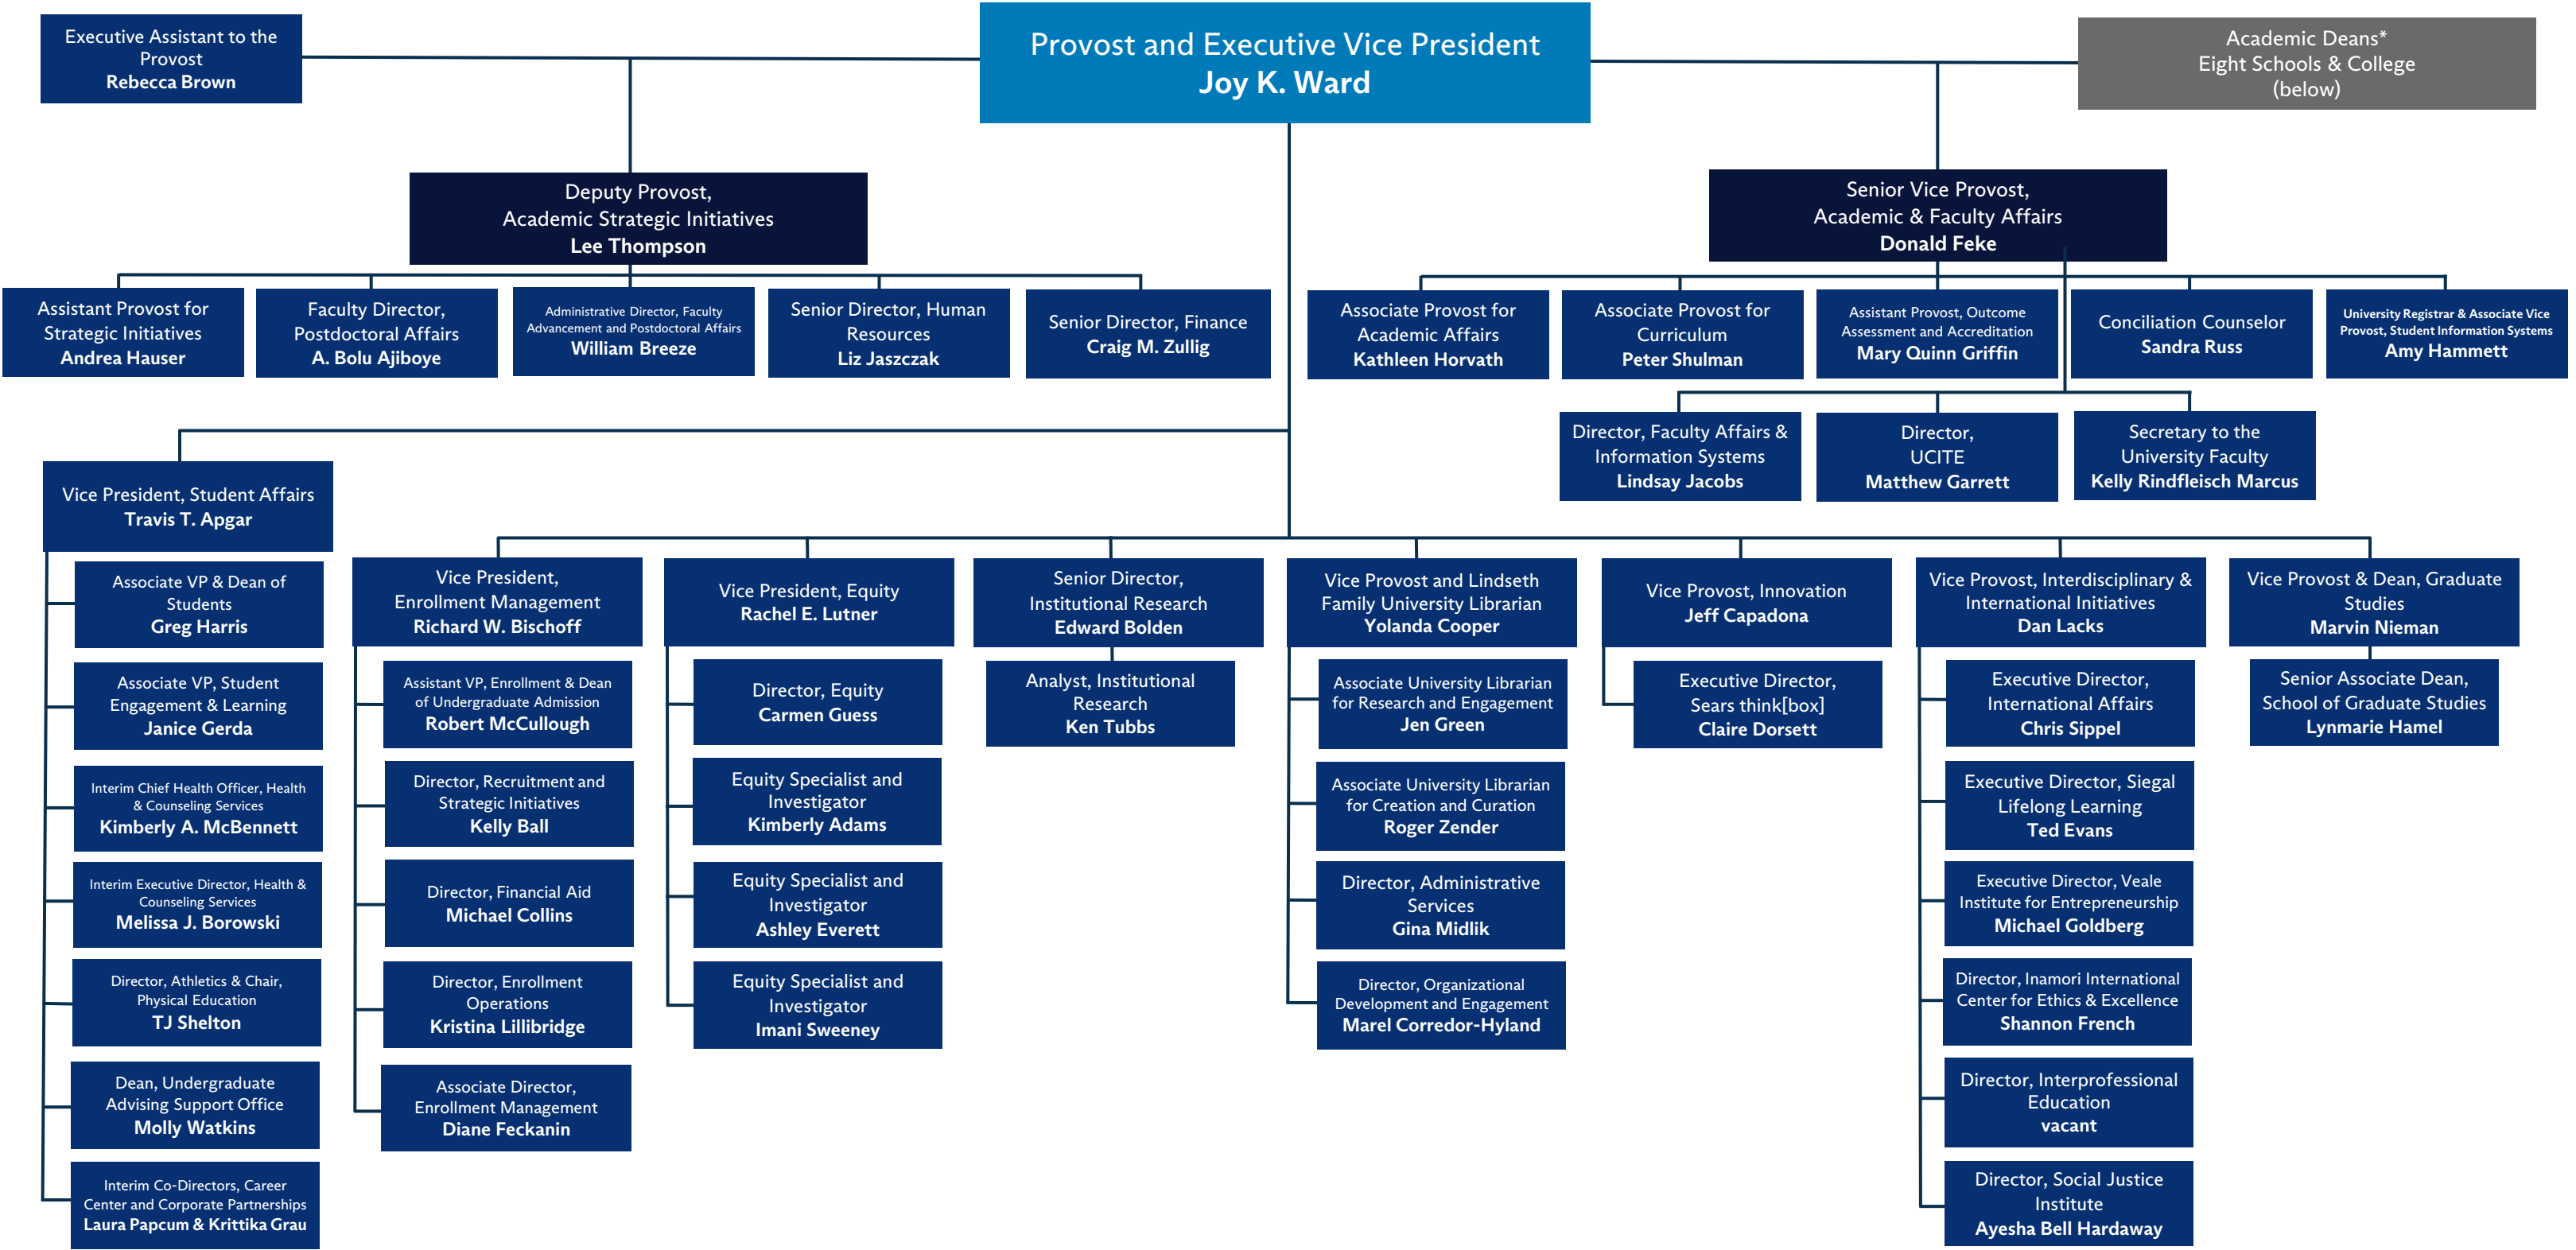 Executive Assistant to the
Provost
Rebecca Brown
Provost and Executive Vice President
Joy K. Ward
Academic Deans*
Eight Schools & College
(below)
Deputy Provost,
Academic Strategic Initiatives
Lee Thompson
Senior Vice Provost,
Academic & Faculty Affairs
Donald Feke
Assistant Provost for
Strategic Initiatives
Andrea Hauser
Faculty Director,
Postdoctoral Affairs
A. Bolu Ajiboye
Administrative Director, Faculty
Advancement and Postdoctoral Affairs
William Breeze
Senior Director, Human
Resources
Liz Jaszczak
Senior Director, Finance
Craig M. Zullig
Associate Provost for
Academic Affairs
Kathleen Horvath
Associate Provost for
Curriculum
Peter Shulman
Assistant Provost, Outcome
Assessment and Accreditation
Mary Quinn Griffin
Conciliation Counselor
Sandra Russ
University Registrar & Associate Vice
Provost, Student Information Systems
Amy Hammett
Director, Faculty Affairs &
Information Systems
Lindsay Jacobs
Director,
UCITE
Matthew Garrett
Secretary to the
University Faculty
Kelly Rindfleisch Marcus
Vice President, Student Affairs
Travis T. Apgar
Associate VP & Dean of
Students
Greg Harris
Associate VP, Student
Engagement & Learning
Janice Gerda
Interim Chief Health Officer, Health
& Counseling Services
Kimberly A. McBennett
Interim Executive Director, Health &
Counseling Services
Melissa J. Borowski
Director, Athletics & Chair,
Physical Education
TJ Shelton
Dean, Undergraduate
Advising Support Office
Molly Watkins
Interim Co-Directors, Career
Center and Corporate Partnerships
Laura Papcum & Krittika Grau
Vice President,
Enrollment Management
Richard W. Bischoff
Assistant VP, Enrollment & Dean
of Undergraduate Admission
Robert McCullough
Director, Recruitment and
Strategic Initiatives
Kelly Ball
Director, Financial Aid
Michael Collins
Director, Enrollment
Operations
Kristina Lillibridge
Associate Director,
Enrollment Management
Diane Feckanin
Vice President, Equity
Rachel E. Lutner
Director, Equity
Carmen Guess
Equity Specialist and
Investigator
Kimberly Adams
Equity Specialist and
Investigator
Ashley Everett
Equity Specialist and
Investigator
Imani Sweeney
Senior Director,
Institutional Research
Edward Bolden
Analyst, Institutional
Research
Ken Tubbs
Vice Provost and Lindseth
Family University Librarian
Yolanda Cooper
Associate University Librarian
for Research and Engagement
Jen Green
Associate University Librarian
for Creation and Curation
Roger Zender
Director, Administrative
Services
Gina Midlik
Director, Organizational
Development and Engagement
Marel Corredor-Hyland
Vice Provost, Innovation
Jeff Capadona
Executive Director,
Sears think[box]
Claire Dorsett
Vice Provost, Interdisciplinary &
International Initiatives
Dan Lacks
Executive Director,
International Affairs
Chris Sippel
Executive Director, Siegal
Lifelong Learning
Ted Evans
Executive Director, Veale
Institute for Entrepreneurship
Michael Goldberg
Director, Inamori International
Center for Ethics & Excellence
Shannon French
Director, Interprofessional
Education
vacant
Director, Social Justice
Institute
Ayesha Bell Hardaway
Vice Provost & Dean, Graduate
Studies
Marvin Nieman
Senior Associate Dean,
School of Graduate Studies
Lynmarie Hamel